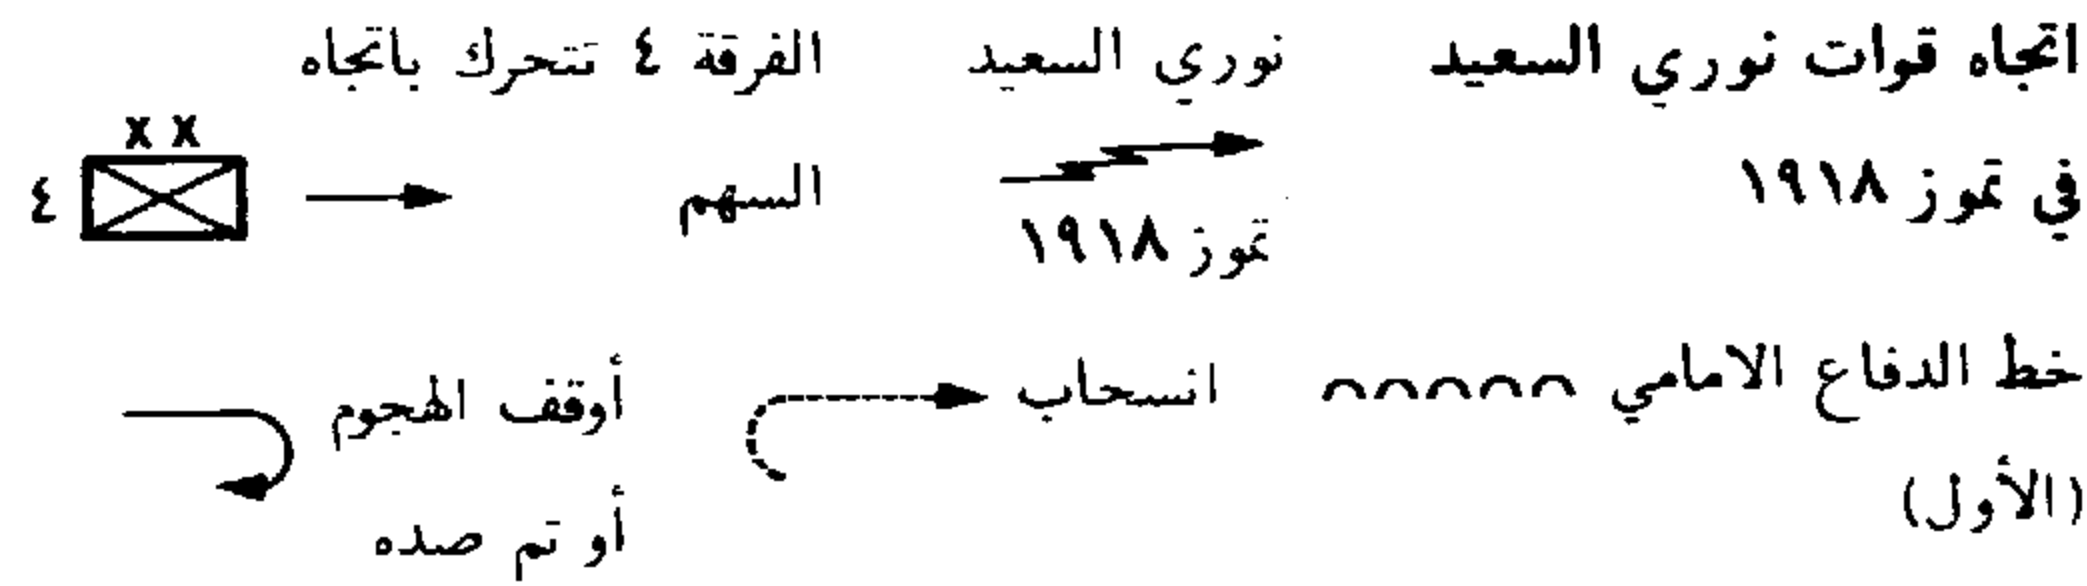 اتجاه قوات نوري السعيد
في تموز ١٩١٨
نوري السعيد
تموز ١٩١٨
الفرقة ٤ تتحرك باتجاه
السهم
x x
٤
خط الدفاع الامامي
(الأول)
انسحاب
أوقف الهجوم
أو تم صده